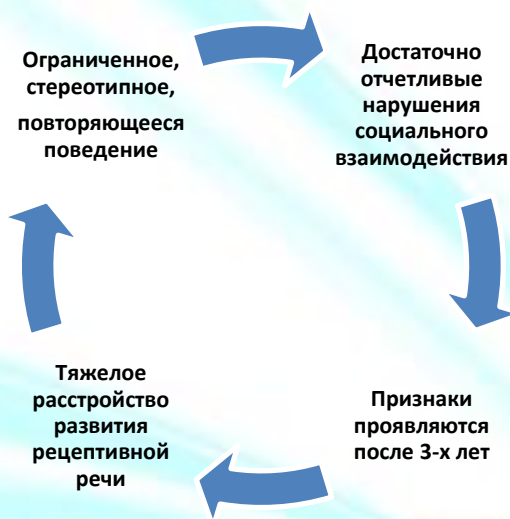 Ограниченное,
стереотипное,
повторяющееся
поведение
Достаточно
отчетливые
нарушения
социального
взаимодействия
Признаки
проявляются
после 3-х лет
Тяжелое
расстройство
развития
рецептивной
речи